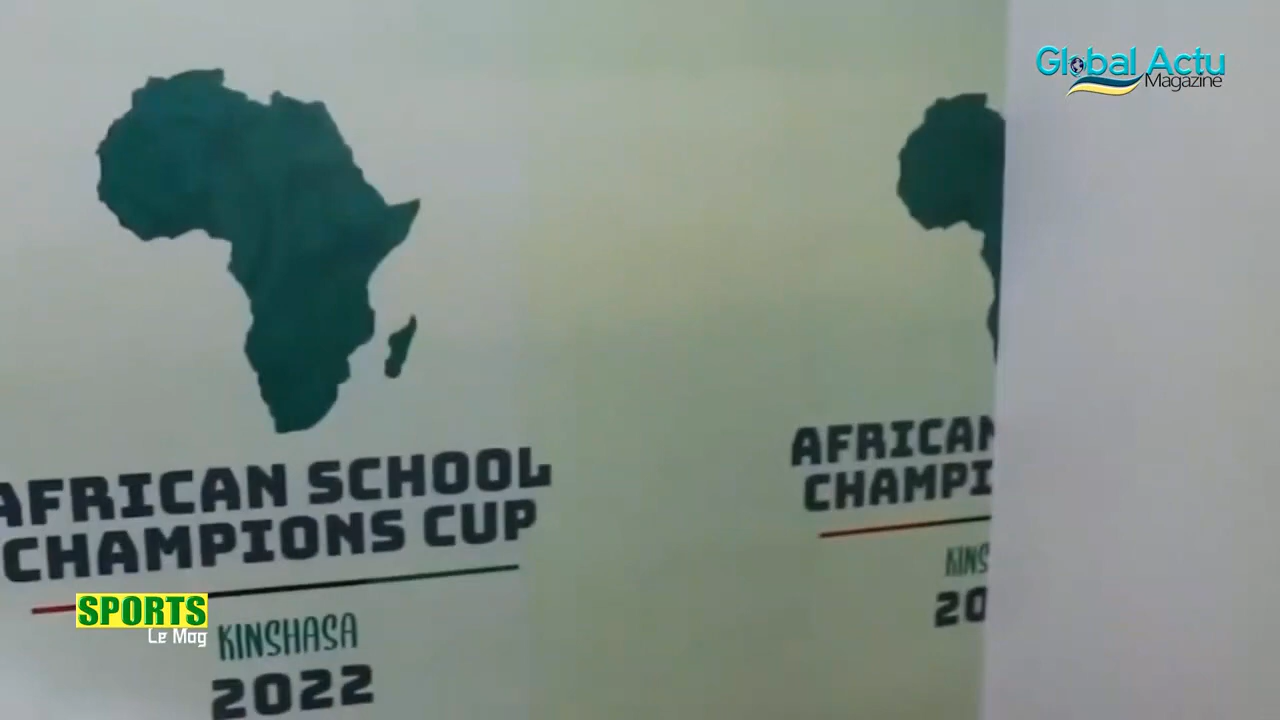 Global Actu
Magazine
AFRICAN SCHOOL
CHAMPIONS CUP
KINSHASA
2022
AFRICAN
CHAMPI
KINS
20
SPORTS
Le Mag